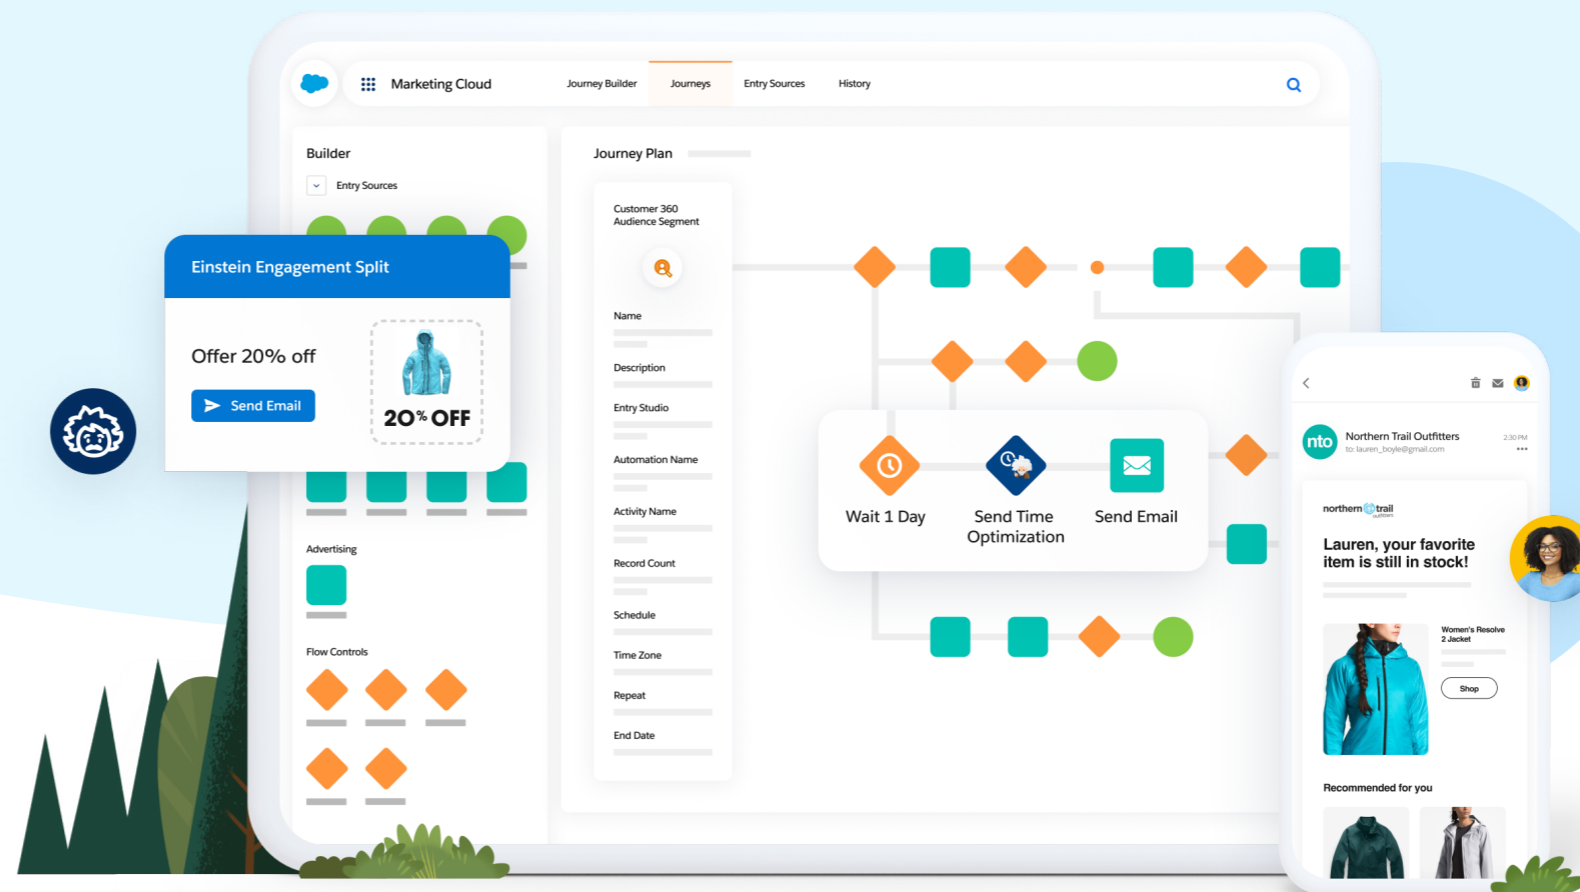 Marketing Cloud
Journey Builder
Journeys
Entry Sources
History
Builder
Entry Sources
Einstein Engagement Split
Offer 20% off
Send Email
20% OFF
Advertising
Flow Controls
Journey Plan
Customer 360
Audience Segment
Name
Description
Entry Studio
Automation Name
Activity Name
Record Count
Schedule
Time Zone
Repeat
End Date
Wait 1 Day
Send Time
Optimization
Send Email
nto
Northern Trail Outfitters
2:30 PM
to: lauren_boyle@gmail.com
northern trail
outfitters
Lauren, your favorite
item is still in stock!
Women's Resolve
2 Jacket
Shop
Recommended for you